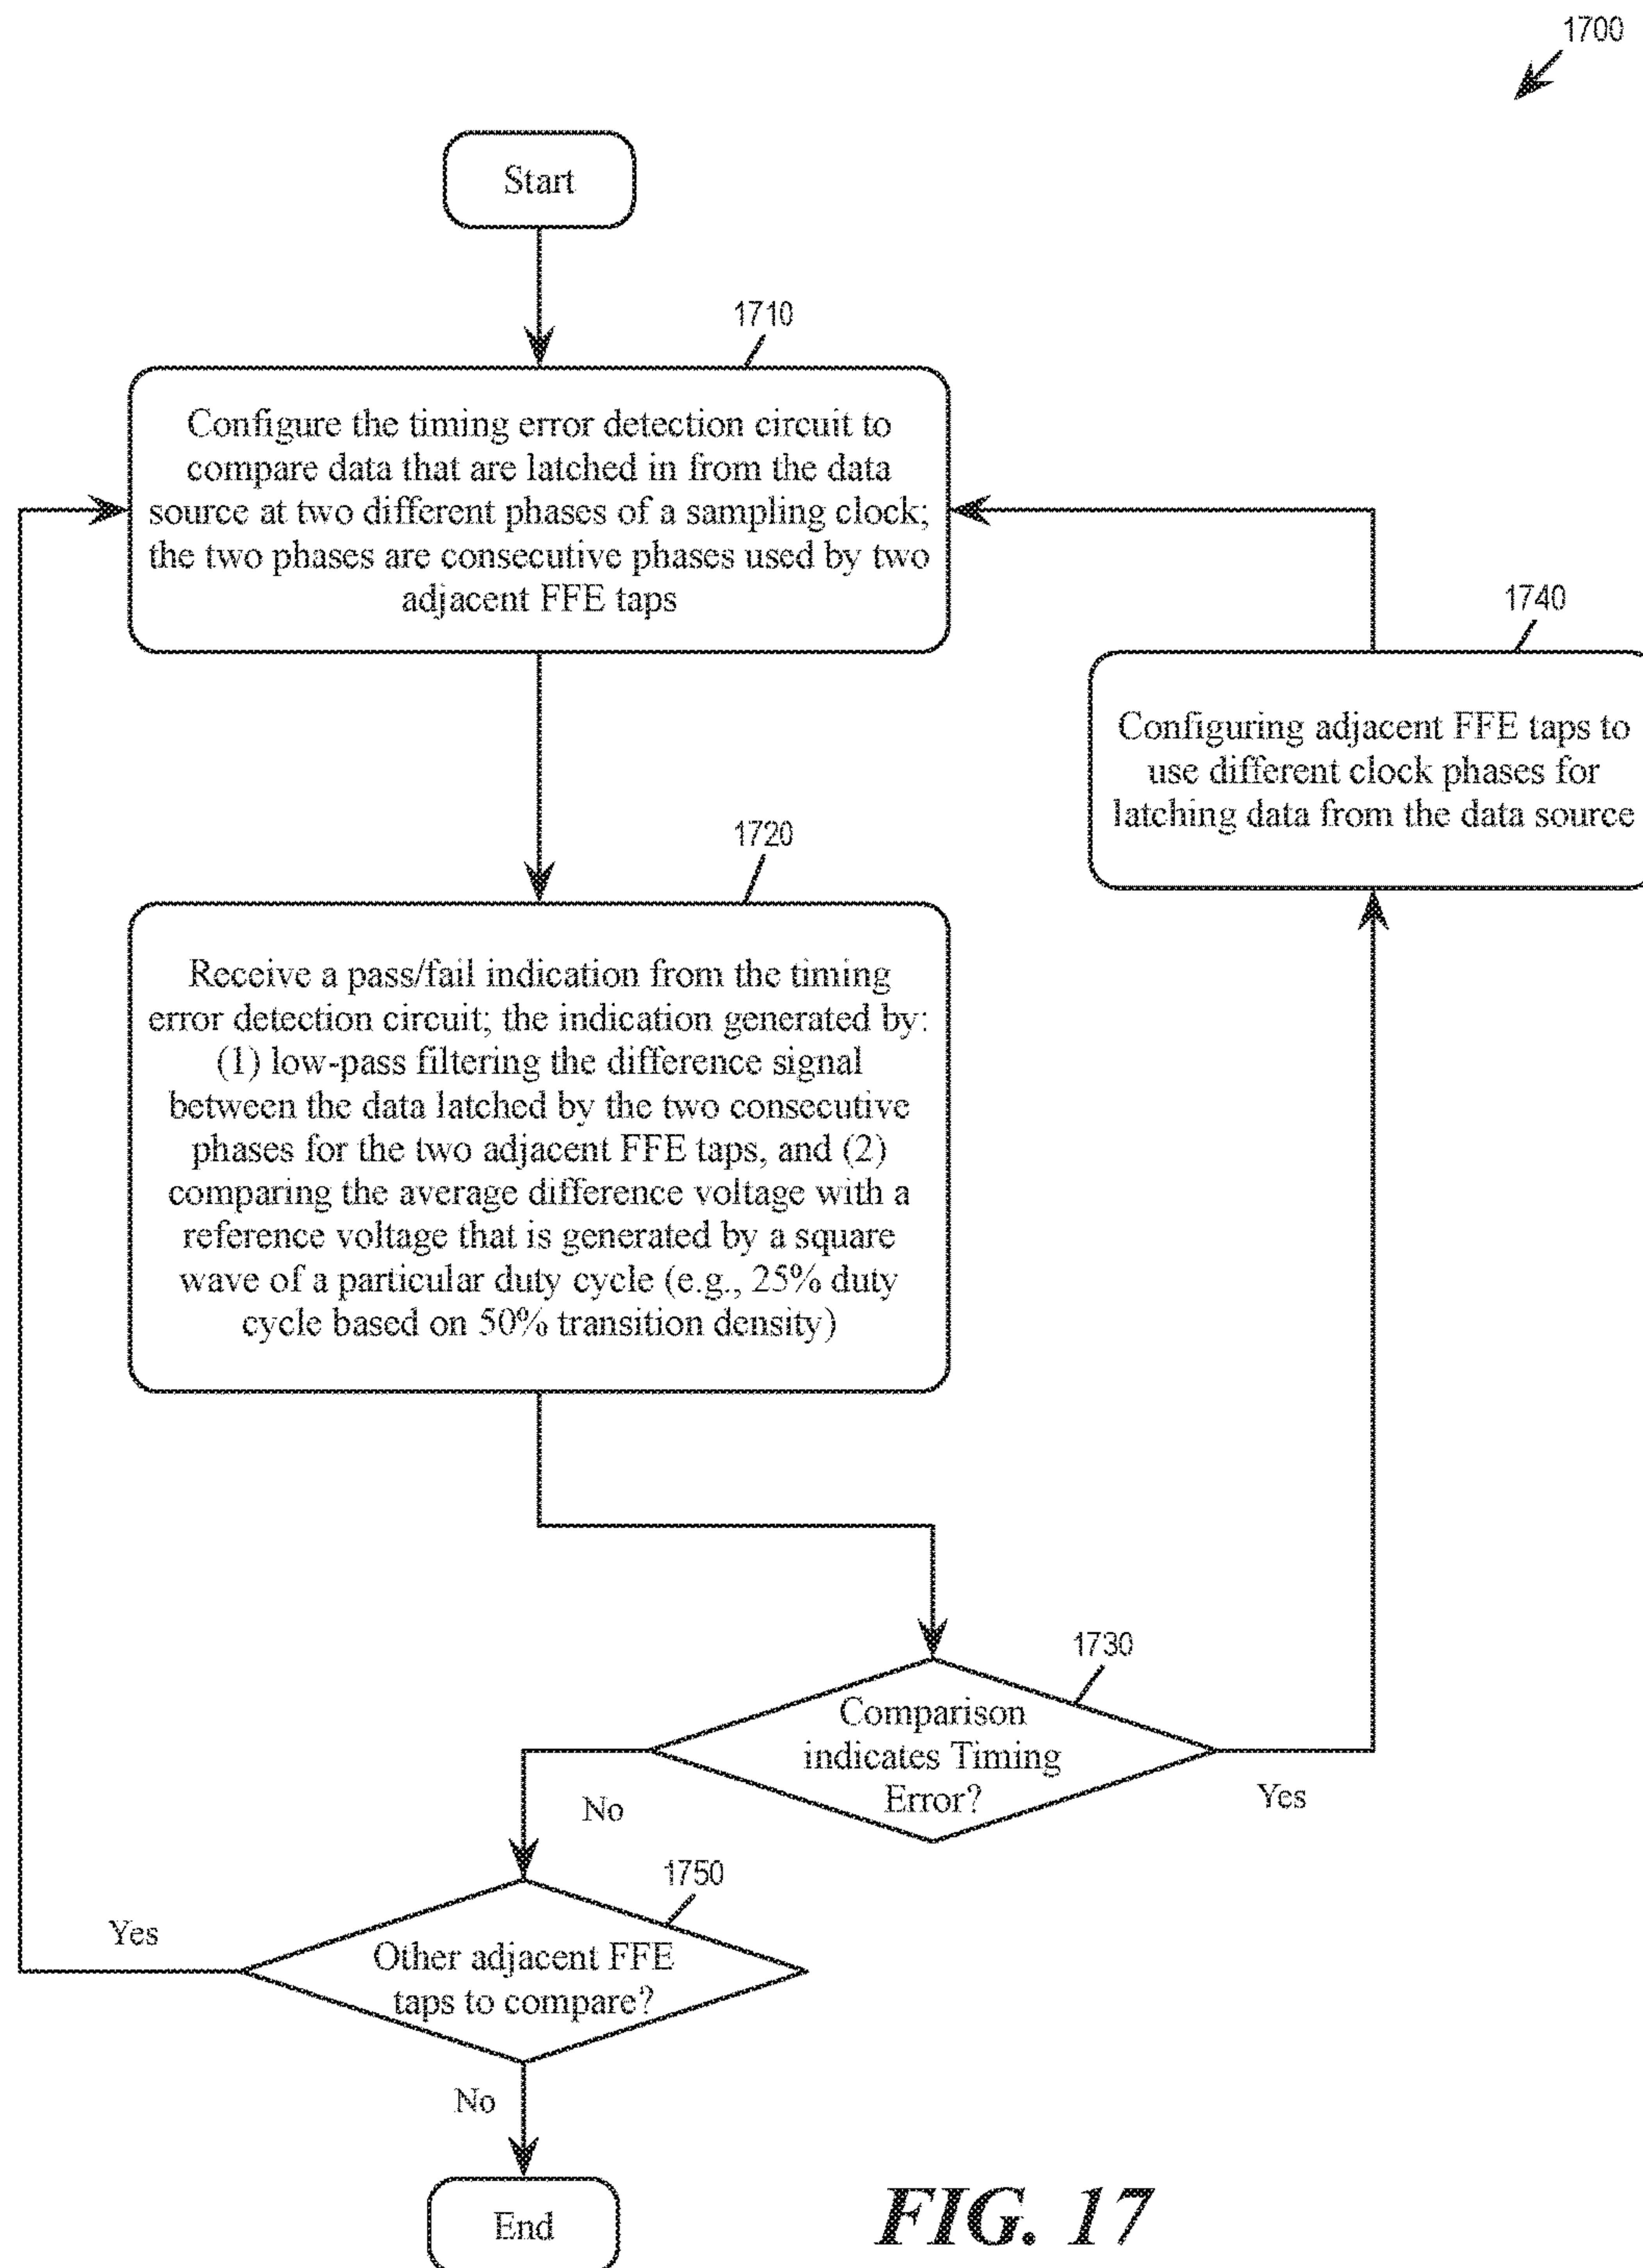 1700
Start
1710
Configure the timing error detection circuit to
compare data that are latched in from the data
source at two different phases of a sampling clock;
the two phases are consecutive phases used by two
adjacent FFE taps
1740
Configuring adjacent FFE taps to
use different clock phases for
latching data from the data source
1720
Receive a pass/fail indication from the timing
error detection circuit; the indication generated by:
(1) low-pass filtering the difference signal
between the data latched by the two consecutive
phases for the two adjacent FFE taps, and (2)
comparing the average difference voltage with a
reference voltage that is generated by a square
wave of a particular duty cycle (e.g., 25% duty
cycle based on 50% transition density)
1730
Comparison
indicates Timing
Error?
No
Yes
1750
Yes
Other adjacent FFE
taps to compare?
No
End
FIG. 17